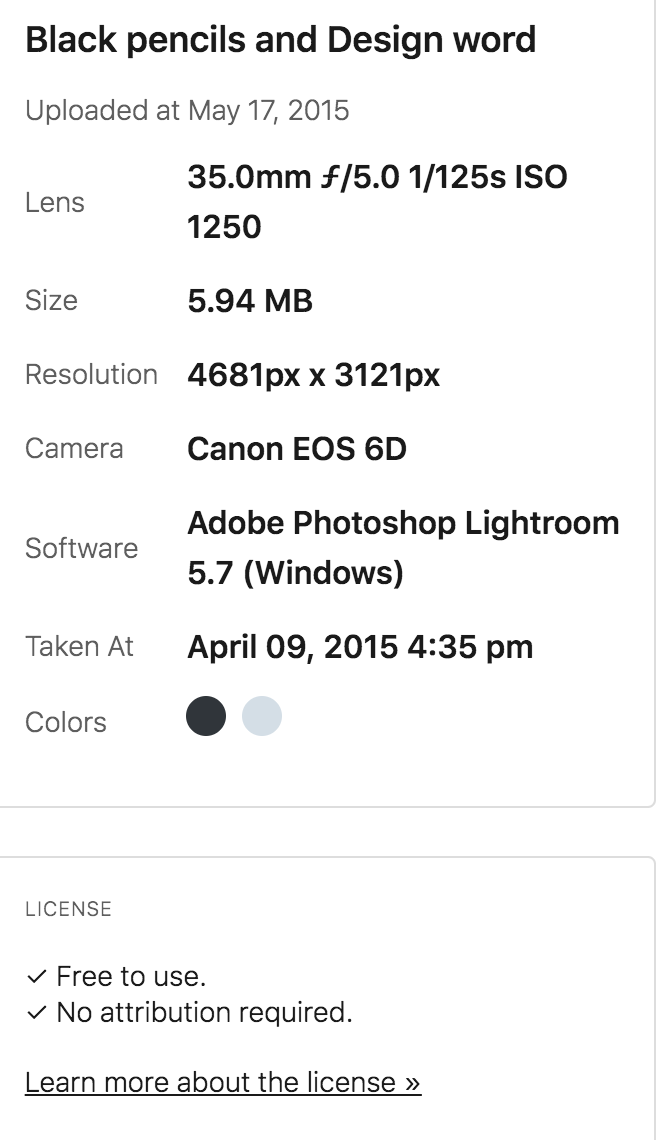 Black pencils and Design word
Uploaded at May 17, 2015
Lens
35.0mm ƒ/5.0 1/125s ISO
1250
Size
5.94 MB
Resolution
4681px x 3121px
Camera
Canon EOS 6D
Software
Adobe Photoshop Lightroom
5.7 (Windows)
Taken At
April 09, 2015 4:35 pm
Colors
LICENSE
✓ Free to use.
✓ No attribution required.
Learn more about the license »